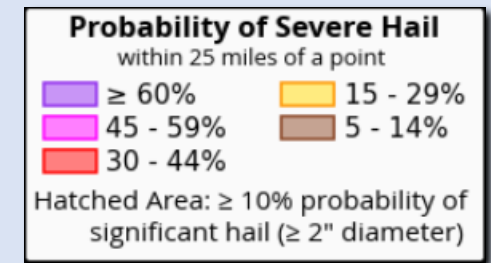 Probability of Severe Hail
within 25 miles of a point
≥ 60%
15 - 29%
45 - 59%
5 - 14%
30 - 44%
Hatched Area: ≥ 10% probability of
significant hail (≥ 2" diameter)